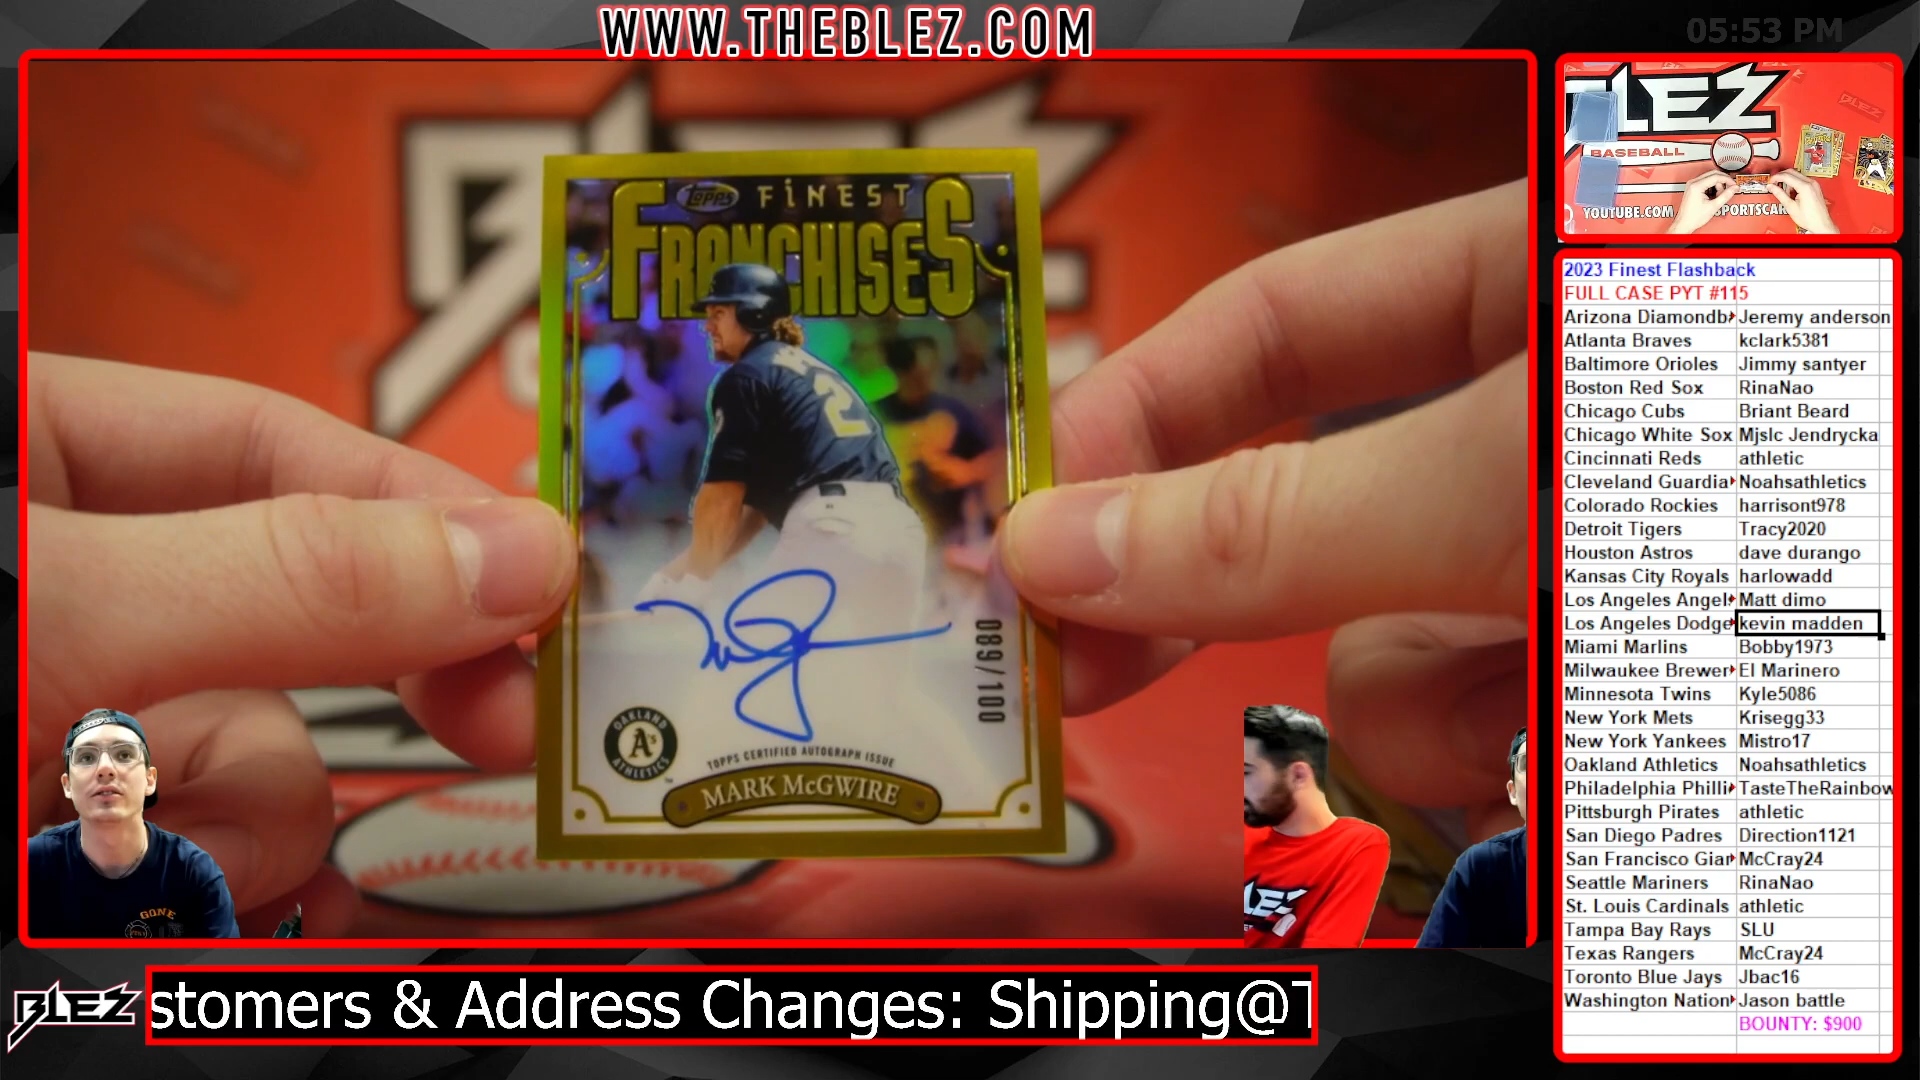 WWW.THEBLEZ.COM
05:53 PM
TOPPS FINEST
FRANCHISES
2
089/100
OAKLAND
A's
ATHLETICS
TOPPS CERTIFIED AUTOGRAPH ISSUE
MARK McGWIRE
BLEZ
BLEZ
BASEBALL
YOUTUBE.COM
2023 Finest Flashback
FULL CASE PYT #115
Arizona Diamondb Jeremy anderson
Atlanta Braves kclark5381
Baltimore Orioles Jimmy santyer
Boston Red Sox RinaNao
Chicago Cubs Briant Beard
Chicago White Sox Mjslc Jendrycka
Cincinnati Reds athletic
Cleveland Guardia Noahsathletics
Colorado Rockies harrisont978
Detroit Tigers Tracy2020
Houston Astros dave durango
Kansas City Royals harlowadd
Los Angeles Angel Matt dimo
Los Angeles Dodge kevin madden
Miami Marlins Bobby1973
Milwaukee Brewer El Marinero
Minnesota Twins Kyle5086
New York Mets Krisegg33
New York Yankees Mistro17
Oakland Athletics Noahsathletics
Philadelphia Philli TasteTheRainbow
Pittsburgh Pirates athletic
San Diego Padres Direction1121
San Francisco Gian McCray24
Seattle Mariners RinaNao
St. Louis Cardinals athletic
Tampa Bay Rays SLU
Texas Rangers McCray24
Toronto Blue Jays Jbac16
Washington Nation Jason battle
BOUNTY: $900
GONE
BLEZ
stomers & Address Changes: Shipping@T